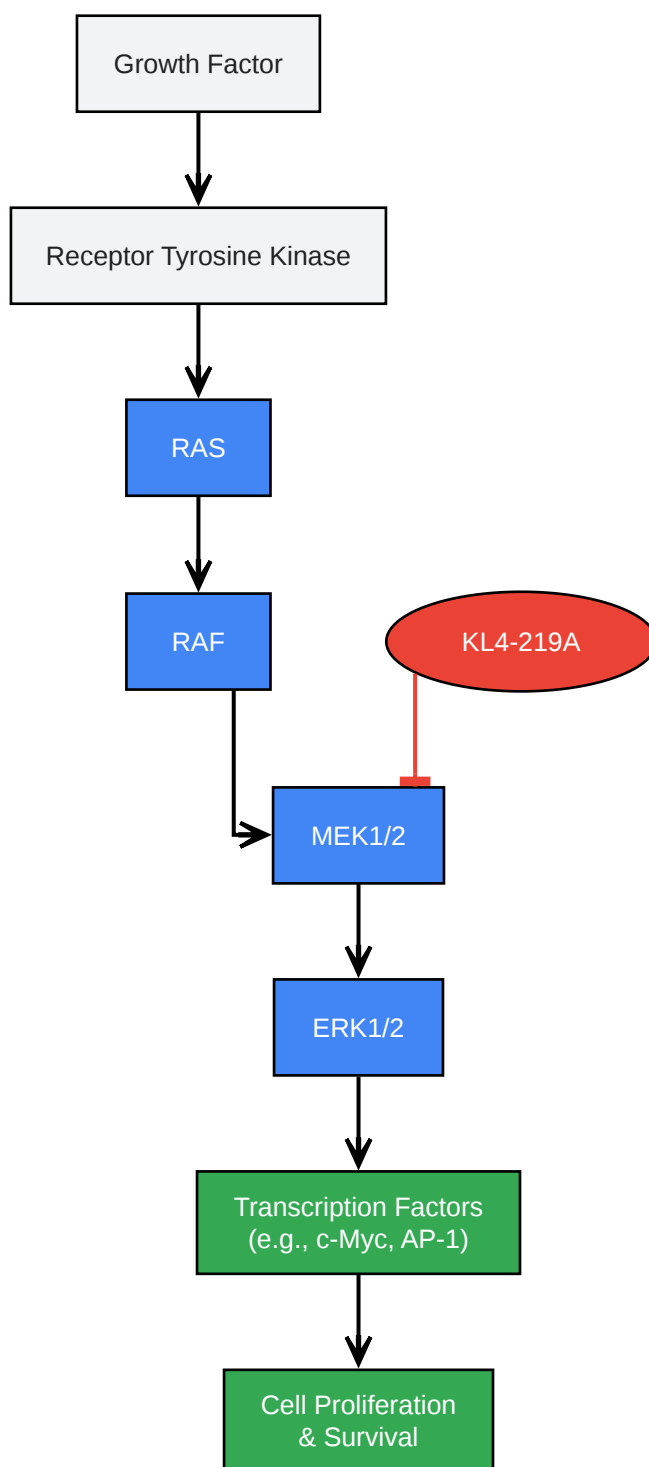 Growth Factor
Receptor Tyrosine Kinase
RAS
RAF
KL4-219A
MEK1/2
ERK1/2
Transcription Factors
(e.g., c-Myc, AP-1)
Cell Proliferation
& Survival